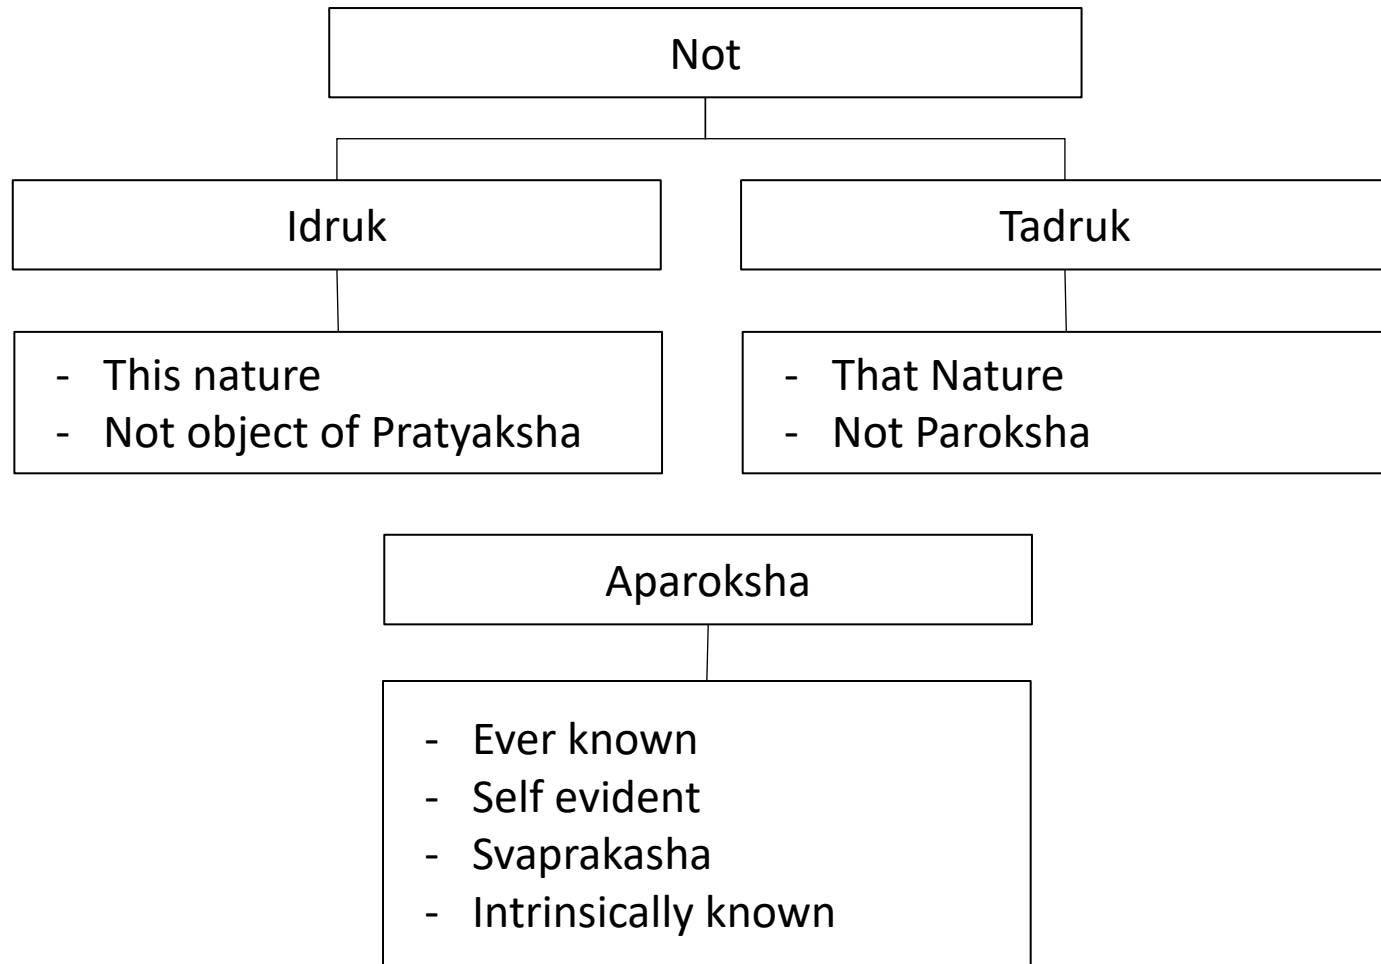 Not
Idruk
Tadruk
- This nature
- Not object of Pratyaksha
- That Nature
- Not Paroksha
Aparoksha
- Ever known
- Self evident
- Svaprakasha
- Intrinsically known